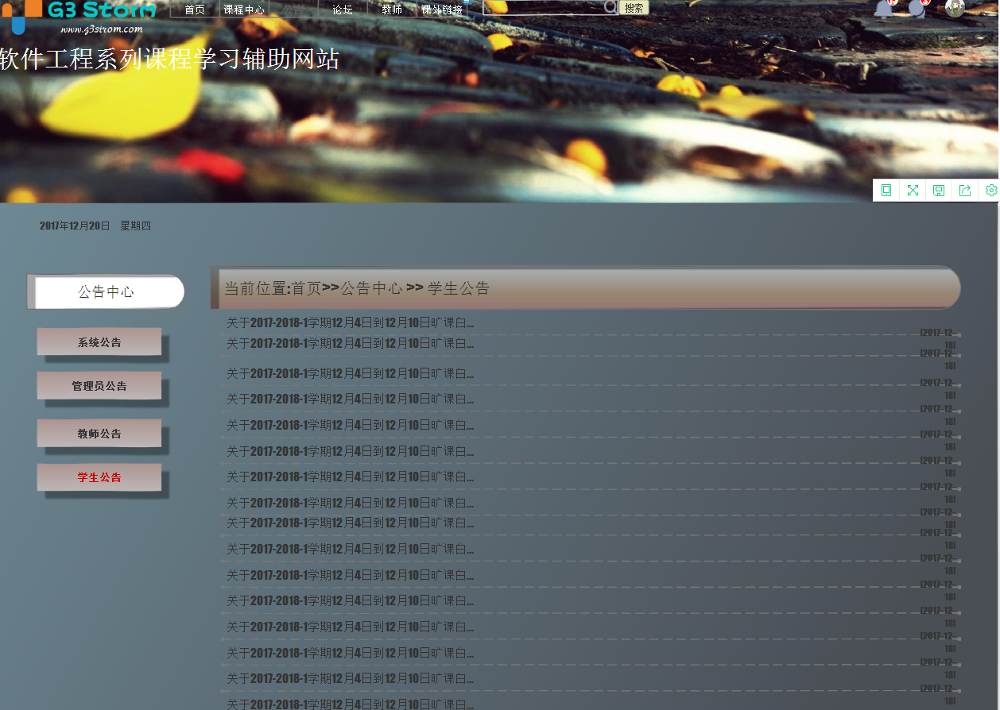 G3 Storm
www.g3strom.com
首页 课程中心 公告 论坛 教师 课外链接 搜索
软件工程系列课程学习辅助网站
2017年12月20日 星期四
公告中心
系统公告
管理员公告
教师公告
学生公告
当前位置:首页>>公告中心 >> 学生公告
关于2017-2018-1学期12月4日到12月10日旷课白...
[2017-12-
18]
关于2017-2018-1学期12月4日到12月10日旷课白...
[2017-12-
18]
关于2017-2018-1学期12月4日到12月10日旷课白...
[2017-12-
18]
关于2017-2018-1学期12月4日到12月10日旷课白...
[2017-12-
18]
关于2017-2018-1学期12月4日到12月10日旷课白...
[2017-12-
18]
关于2017-2018-1学期12月4日到12月10日旷课白...
[2017-12-
18]
关于2017-2018-1学期12月4日到12月10日旷课白...
[2017-12-
18]
关于2017-2018-1学期12月4日到12月10日旷课白...
[2017-12-
18]
关于2017-2018-1学期12月4日到12月10日旷课白...
[2017-12-
18]
关于2017-2018-1学期12月4日到12月10日旷课白...
[2017-12-
18]
关于2017-2018-1学期12月4日到12月10日旷课白...
[2017-12-
18]
关于2017-2018-1学期12月4日到12月10日旷课白...
[2017-12-
18]
关于2017-2018-1学期12月4日到12月10日旷课白...
[2017-12-
18]
关于2017-2018-1学期12月4日到12月10日旷课白...
[2017-12-
18]
关于2017-2018-1学期12月4日到12月10日旷课白...
[2017-12-
18]
关于2017-2018-1学期12月4日到12月10日旷课白...